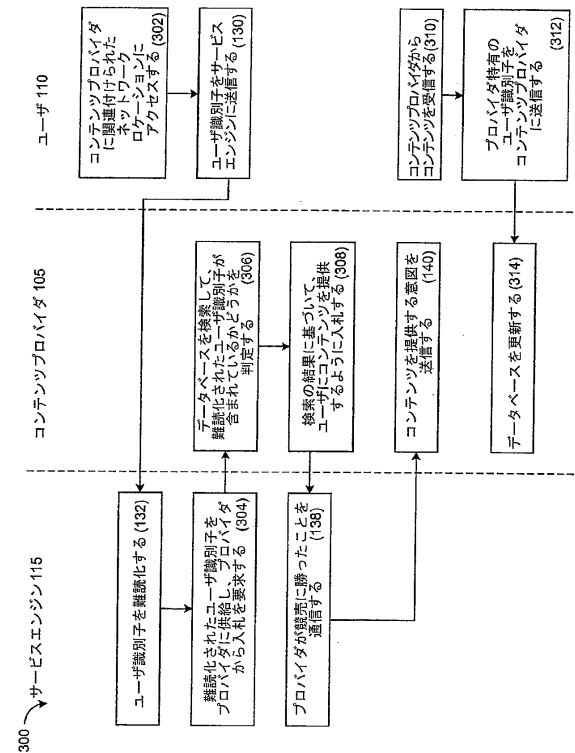 300
サービスエンジン 115
コンテンツプロバイダ 105
ユーザ 110
コンテンツプロバイダ
に関連付けられた
ネットワーク
ロケーションに
アクセスする (302)
ユーザ識別子をサービス
エンジンに送信する (130)
ユーザ識別子を難読化する (132)
難読化されたユーザ識別子を
プロバイダに供給し、プロバイダ
から入札を要求する (304)
データベースを検索して、
難読化されたユーザ識別子が
含まれているかどうかを
判定する (306)
検索の結果に基づいて、
ユーザにコンテンツを提供
するように入札する (308)
プロバイダが競売に勝ったことを
通信する (138)
コンテンツを提供する意図を
送信する (140)
コンテンツプロバイダから
コンテンツを受信する (310)
プロバイダ特有の
ユーザ識別子を
コンテンツプロバイダ
に送信する (312)
データベースを更新する (314)